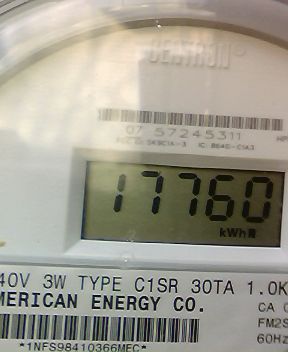 CENTRON®
07 57245311
17760
kWh
40V 3W TYPE C1SR 30TA 1.0K
MERICAN ENERGY CO.
CA 0
FM2S
60Hz
*1NFS98410366MEC*